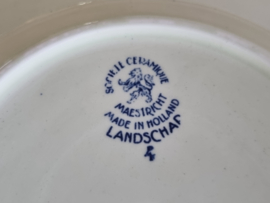 SOCIETE CERAMIQUE
MAESTRICHT
MADE IN HOLLAND
LANDSCHAP